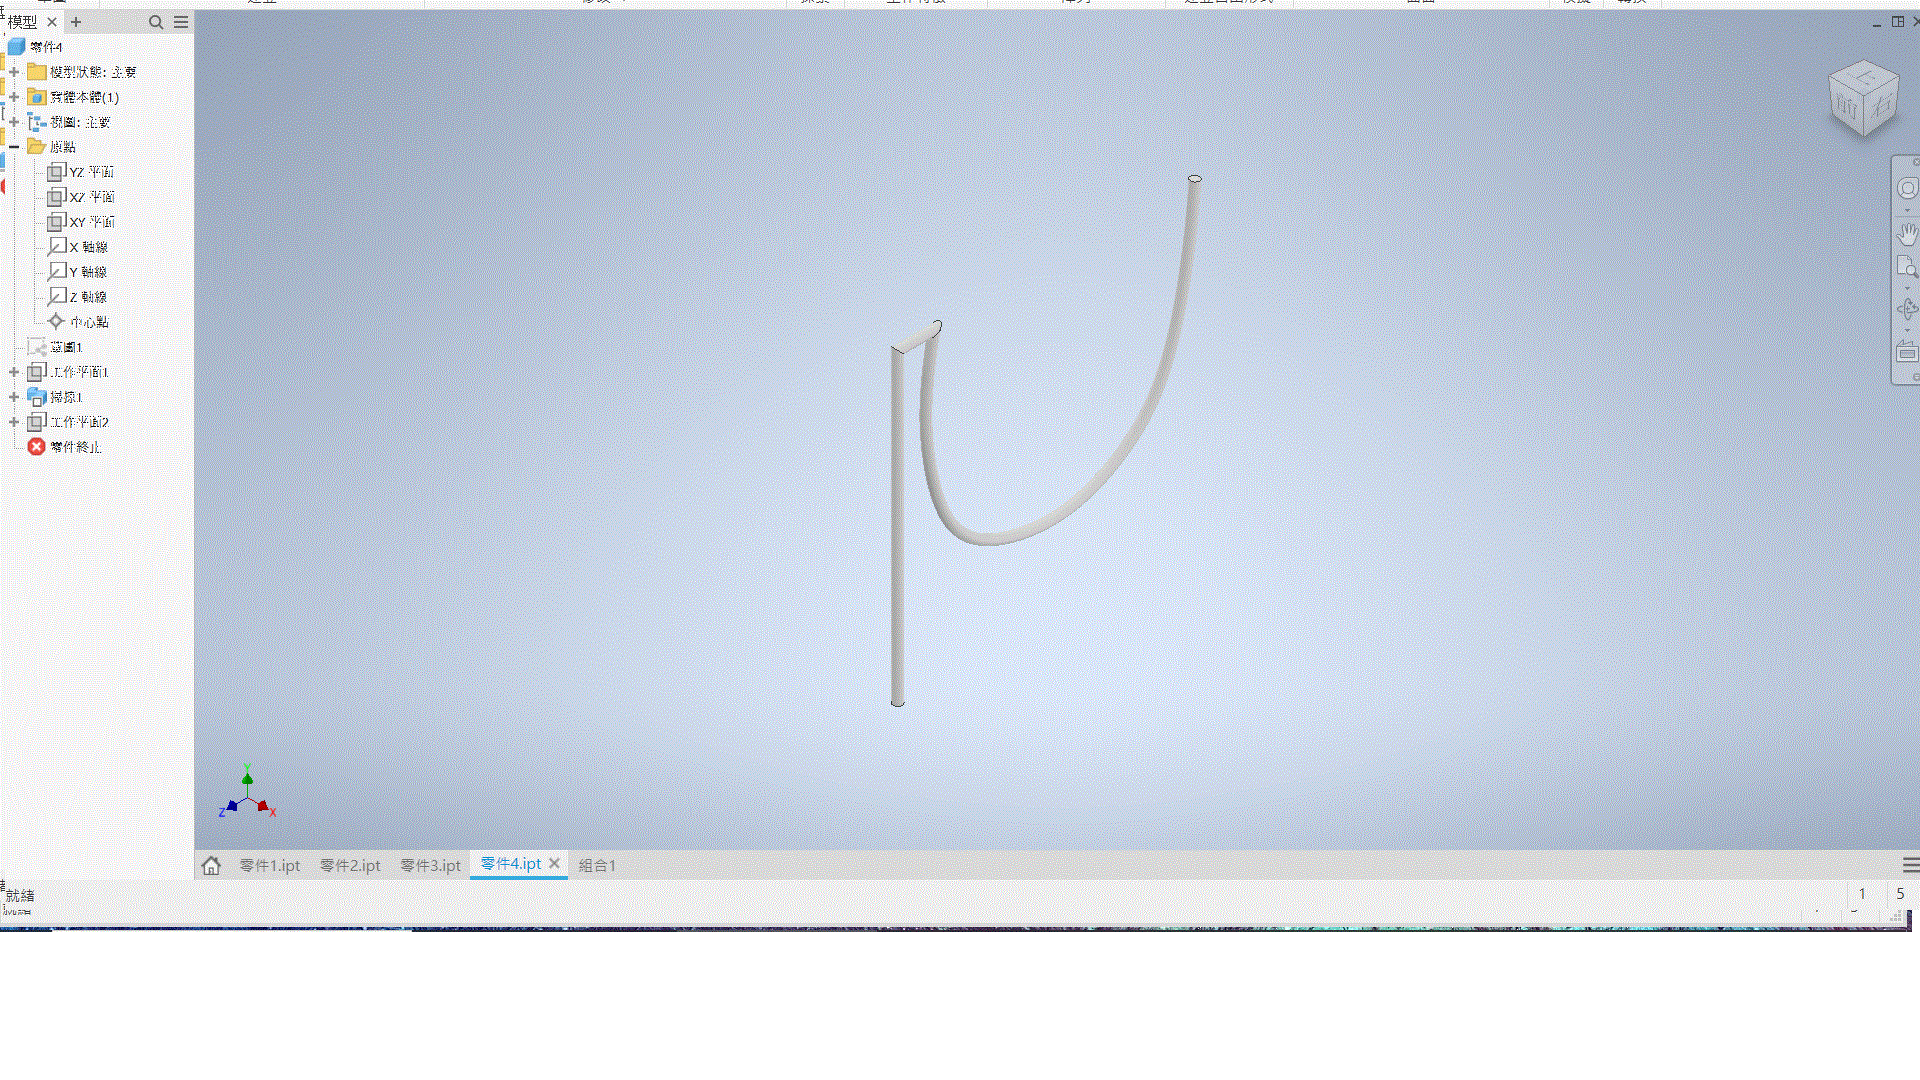 模型
零件4
模型狀態: 主要
實體本體(1)
視圖: 主要
原點
YZ 平面
XZ 平面
XY 平面
X 軸線
Y 軸線
Z 軸線
中心點
草圖1
工作平面1
掃掠1
工作平面2
零件終止
上
前
右
Y
Z
X
零件1.ipt
零件2.ipt
零件3.ipt
零件4.ipt
組合1
就緒
1
5